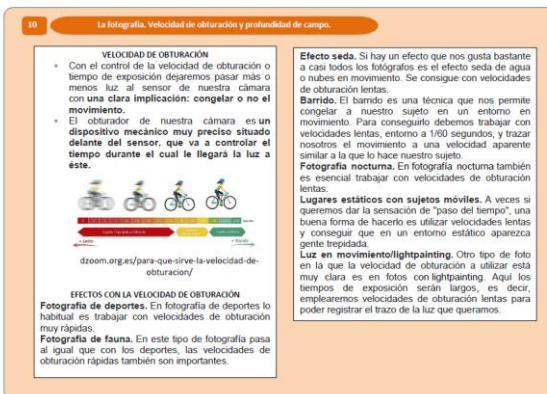 10
La fotografía. Velocidad de obturación y profundidad de campo.
VELOCIDAD DE OBTURACIÓN
Con el control de la velocidad de obturación o
tiempo de exposición dejaremos pasar más o
menos luz al sensor de nuestra cámara
con una clara implicación: congelar o no el
movimiento.
El obturador de nuestra cámara es un
dispositivo mecánico muy preciso situado
delante del sensor, que va a controlar el
tiempo durante el cual le llegará la luz a
éste.
+ Lento
+ Rápido
dzoom.org.es/para-que-sirve-la-velocidad-de-
obturacion/
EFECTOS CON LA VELOCIDAD DE OBTURACIÓN
Fotografía de deportes. En fotografía de deportes lo
habitual es trabajar con velocidades de obturación
muy rápidas.
Fotografía de fauna. En este tipo de fotografía pasa
al igual que con los deportes, las velocidades de
obturación rápidas también son importantes.
Efecto seda. Si hay un efecto que nos gusta bastante
a casi todos los fotógrafos es el efecto seda de agua
o nubes en movimiento. Se consigue con velocidades
de obturación lentas.
Barrido. El barrido es una técnica que nos permite
congelar a nuestro sujeto en un entorno en
movimiento. Para conseguirlo debemos trabajar con
velocidades lentas, entorno a 1/60 segundos, y trazar
nosotros el movimiento a una velocidad aparente
similar a la que lo hace nuestro sujeto.
Fotografía nocturna. En fotografía nocturna también
es esencial trabajar con velocidades de obturación
lentas.
Lugares estáticos con sujetos móviles. A veces si
queremos dar la sensación de "paso del tiempo", una
buena forma de hacerlo es utilizar velocidades lentas
y conseguir que en un entorno estático aparezca
gente trepidada.
Luz en movimiento/lightpainting. Otro tipo de foto
en la que la velocidad de obturación a utilizar está
muy clara es en fotos con lightpainting. Aquí los
tiempos de exposición serán largos, es decir,
emplearemos velocidades de obturación lentas para
poder registrar el trazo de la luz que queramos.